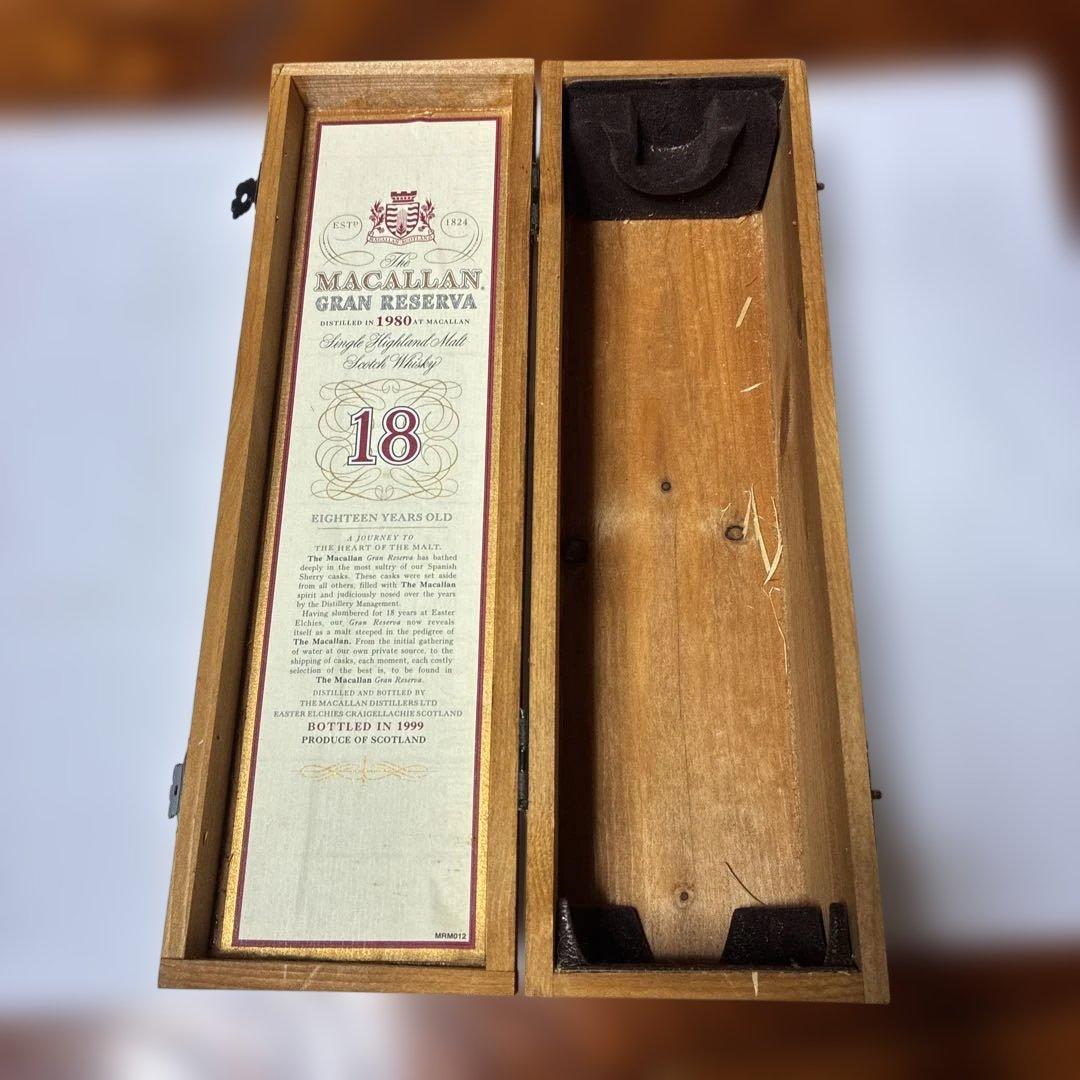 ESTD 1824
MACALLAN SCOTLAND
The
MACALLAN.
GRAN RESERVA
DISTILLED IN 1980 AT MACALLAN
Single Highland Malt
Scotch Whisky
18
EIGHTEEN YEARS OLD
A JOURNEY TO
THE HEART OF THE MALT.
The Macallan Gran Reserva has bathed
deeply in the most sultry of our Spanish
Sherry casks. These casks were set aside
from all others, filled with The Macallan
spirit and judiciously nosed over the years
by the Distillery Management.
Having slumbered for 18 years at Easter
Elchies, our Gran Reserva now reveals
itself as a malt steeped in the pedigree of
The Macallan. From the initial gathering
of water at our own private source, to the
shipping of casks, each moment, each costly
selection of the best is, to be found in
The Macallan Gran Reserva.
DISTILLED AND BOTTLED BY
THE MACALLAN DISTILLERS LTD
EASTER ELCHIES CRAIGELLACHIE SCOTLAND
BOTTLED IN 1999
PRODUCE OF SCOTLAND
MRM012